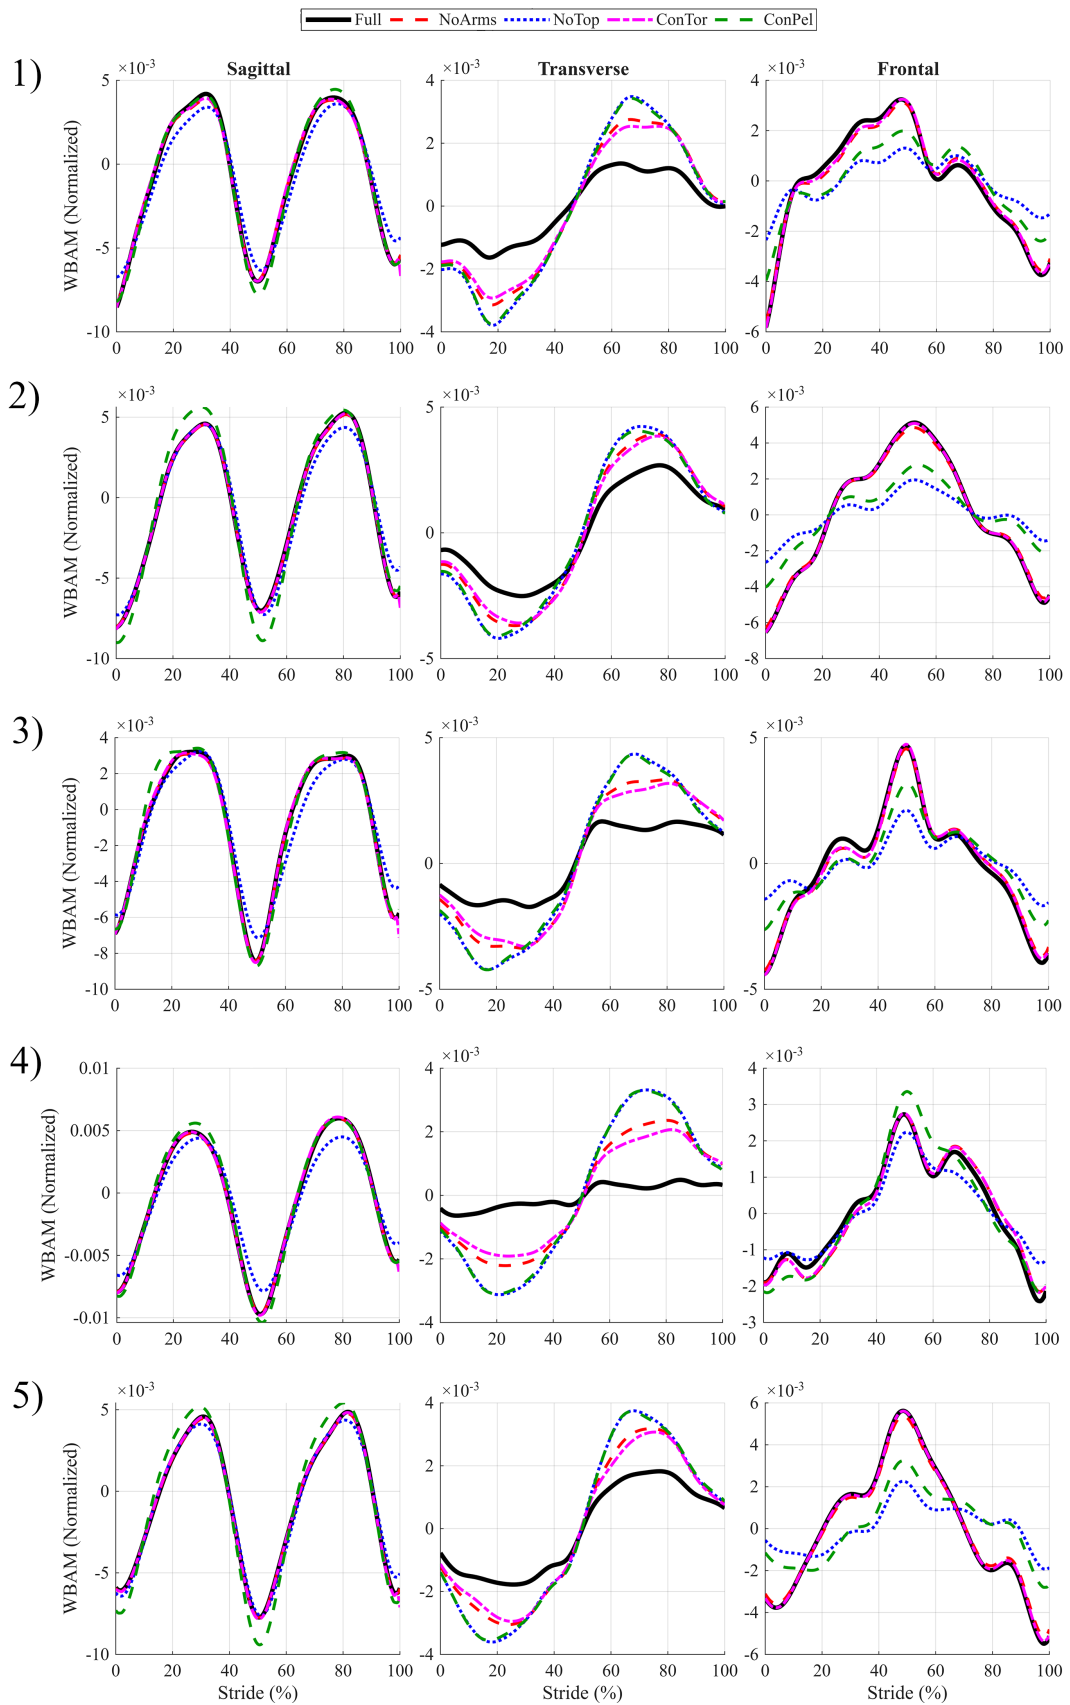 Full NoArms NoTop ConTor ConPel
1)
Sagittal Transverse Frontal
×10-3 ×10-3 ×10-3
WBAM (Normalized)
5 0 -5 -10
0 20 40 60 80 100
4 2 0 -2 -4
0 20 40 60 80 100
4 2 0 -2 -4 -6
0 20 40 60 80 100
2)
×10-3 ×10-3 ×10-3
WBAM (Normalized)
5 0 -5 -10
0 20 40 60 80 100
5 0 -5
0 20 40 60 80 100
6 4 2 0 -2 -4 -6 -8
0 20 40 60 80 100
3)
×10-3 ×10-3 ×10-3
WBAM (Normalized)
4 2 0 -2 -4 -6 -8 -10
0 20 40 60 80 100
5 0 -5
0 20 40 60 80 100
5 0 -5
0 20 40 60 80 100
4)
×10-3 ×10-3
WBAM (Normalized)
0.01 0.005 0 -0.005 -0.01
0 20 40 60 80 100
4 2 0 -2 -4
0 20 40 60 80 100
4 3 2 1 0 -1 -2 -3
0 20 40 60 80 100
5)
×10-3 ×10-3 ×10-3
WBAM (Normalized)
5 0 -5 -10
0 20 40 60 80 100
Stride (%)
4 2 0 -2 -4
0 20 40 60 80 100
Stride (%)
6 4 2 0 -2 -4 -6
0 20 40 60 80 100
Stride (%)